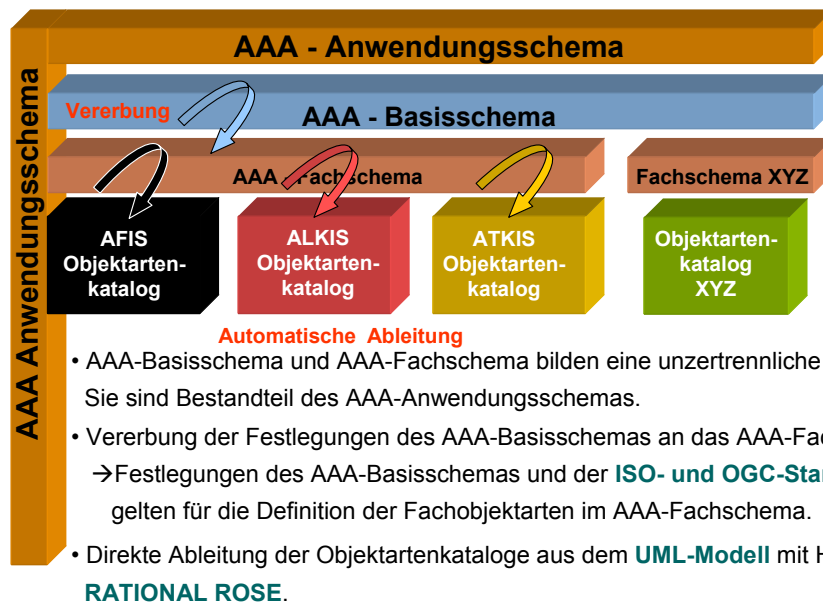 AAA - Anwendungsschema
AAA Anwendungsschema
Vererbung
AAA - Basisschema
AAA - Fachschema
Fachschema XYZ
AFIS
Objektarten-
katalog
ALKIS
Objektarten-
katalog
ATKIS
Objektarten-
katalog
Objektarten-
katalog
XYZ
Automatische Ableitung
• AAA-Basisschema und AAA-Fachschema bilden eine unzertrennliche
Sie sind Bestandteil des AAA-Anwendungsschemas.
• Vererbung der Festlegungen des AAA-Basisschemas an das AAA-Fac
→Festlegungen des AAA-Basisschemas und der ISO- und OGC-Star
gelten für die Definition der Fachobjektarten im AAA-Fachschema.
• Direkte Ableitung der Objektartenkataloge aus dem UML-Modell mit H
RATIONAL ROSE.